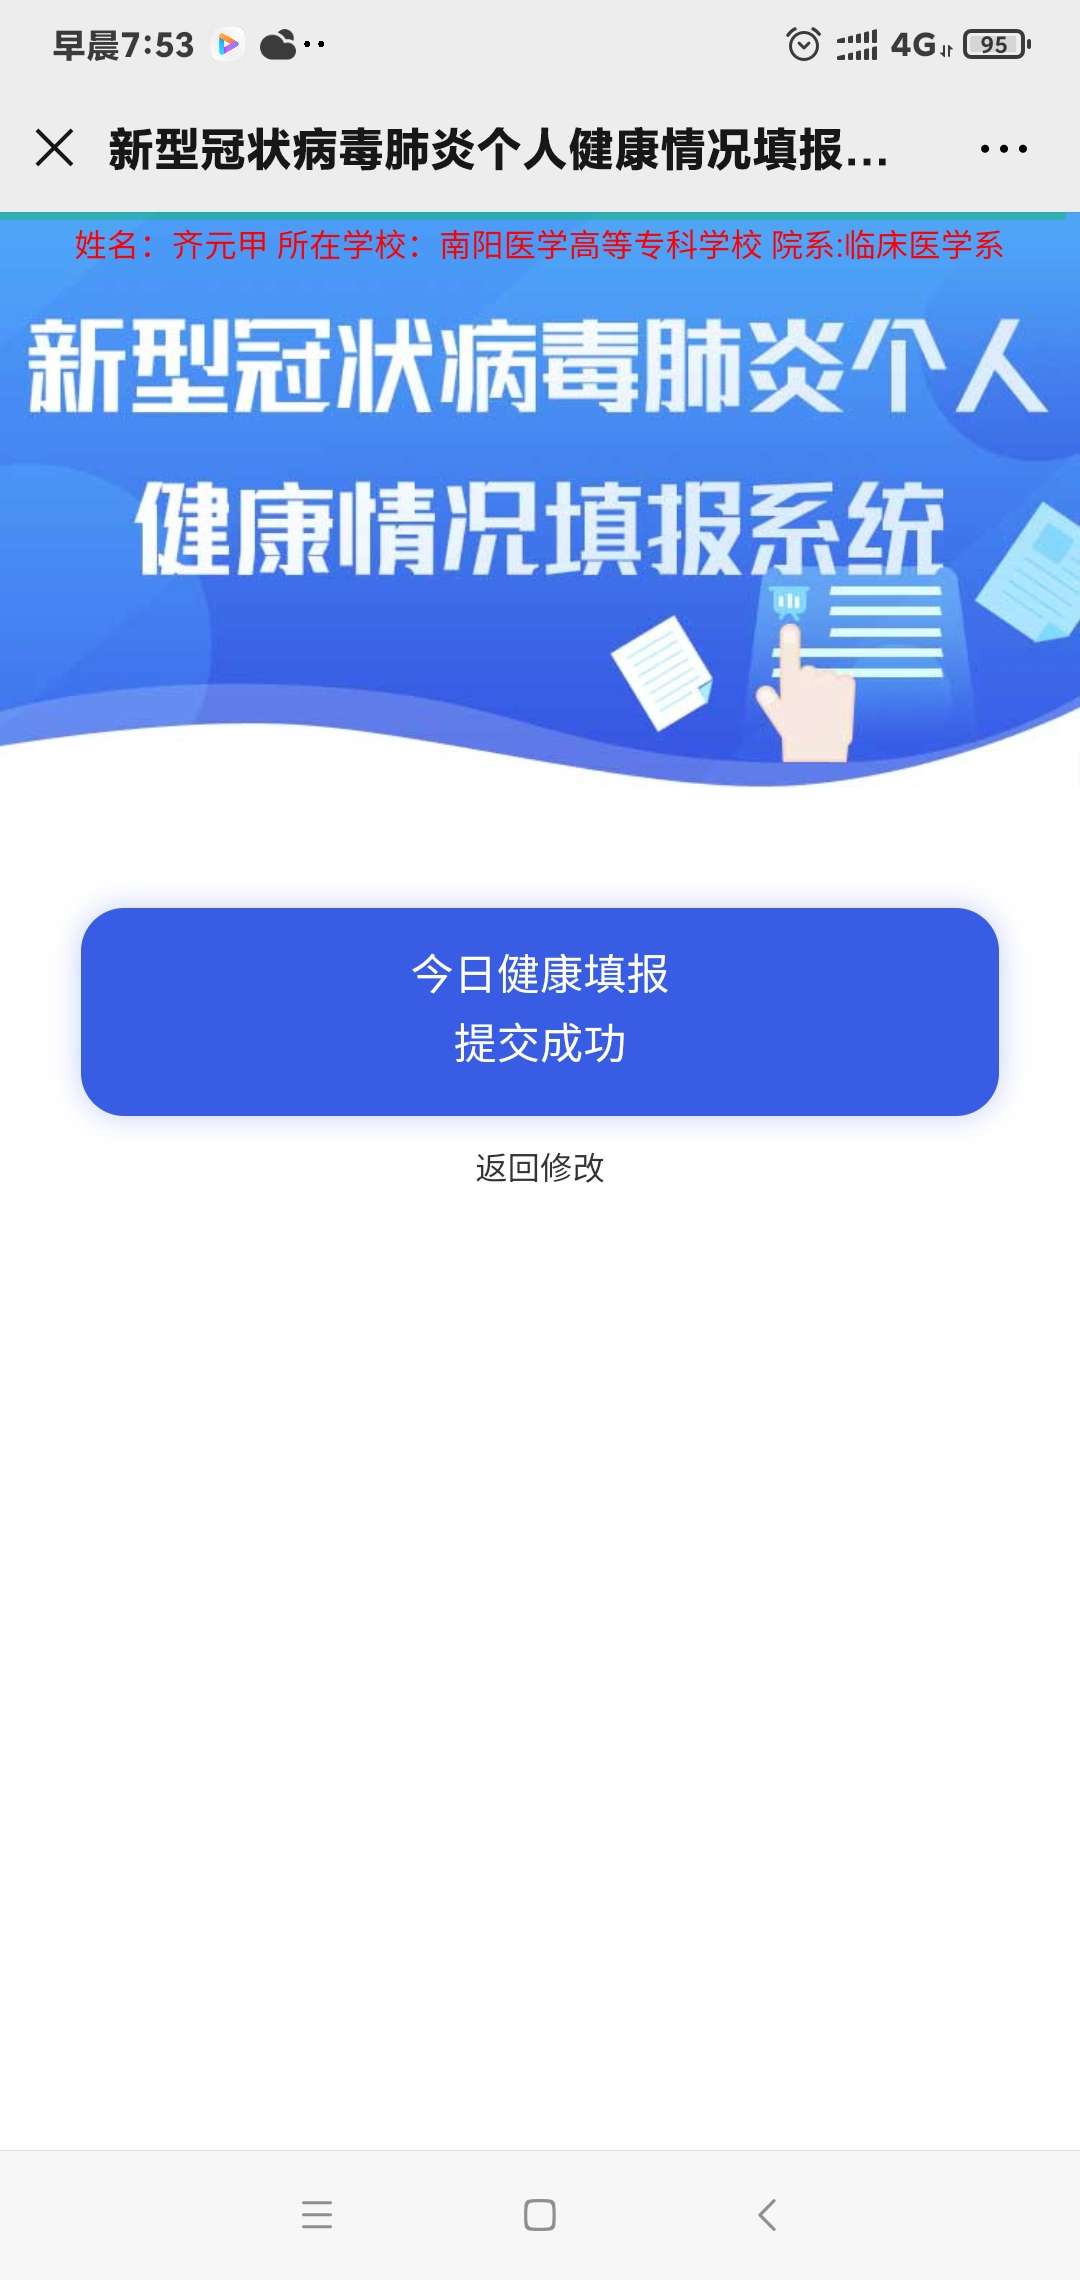 早晨7:53
4G
95
新型冠状病毒肺炎个人健康情况填报...
姓名：齐元甲 所在学校：南阳医学高等专科学校 院系:临床医学系
新型冠状病毒肺炎个人
健康情况填报系统
今日健康填报
提交成功
返回修改